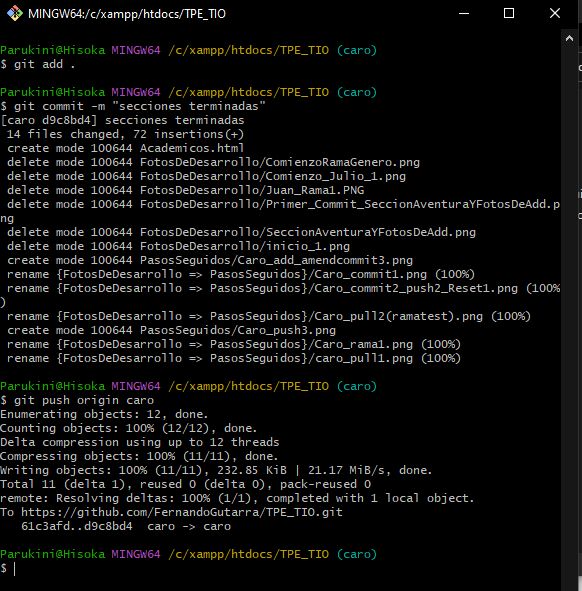 MINGW64:/c/xampp/htdocs/TPE_TIO
Parukini@Hisoka MINGW64 /c/xampp/htdocs/TPE_TIO (caro)
$ git add .
Parukini@Hisoka MINGW64 /c/xampp/htdocs/TPE_TIO (caro)
$ git commit -m "secciones terminadas"
[caro d9c8bd4] secciones terminadas
 14 files changed, 72 insertions(+)
 create mode 100644 Academicos.html
 delete mode 100644 FotosDeDesarrollo/ComienzoRamaGenero.png
 delete mode 100644 FotosDeDesarrollo/Comienzo_Julio_1.png
 delete mode 100644 FotosDeDesarrollo/Juan_Rama1.PNG
 delete mode 100644 FotosDeDesarrollo/Primer_Commit_SeccionAventuraYFotosDeAdd.p
ng
 delete mode 100644 FotosDeDesarrollo/SeccionAventuraYFotosDeAdd.png
 delete mode 100644 FotosDeDesarrollo/inicio_1.png
 create mode 100644 PasosSeguidos/Caro_add_amendcommit3.png
 rename {FotosDeDesarrollo => PasosSeguidos}/Caro_commit1.png (100%)
 rename {FotosDeDesarrollo => PasosSeguidos}/Caro_commit2_push2_Reset1.png (100%
)
 rename {FotosDeDesarrollo => PasosSeguidos}/Caro_pull2(ramatest).png (100%)
 create mode 100644 PasosSeguidos/Caro_push3.png
 rename {FotosDeDesarrollo => PasosSeguidos}/Caro_rama1.png (100%)
 rename {FotosDeDesarrollo => PasosSeguidos}/caro_pull1.png (100%)
Parukini@Hisoka MINGW64 /c/xampp/htdocs/TPE_TIO (caro)
$ git push origin caro
Enumerating objects: 12, done.
Counting objects: 100% (12/12), done.
Delta compression using up to 12 threads
Compressing objects: 100% (11/11), done.
Writing objects: 100% (11/11), 232.85 KiB | 21.17 MiB/s, done.
Total 11 (delta 1), reused 0 (delta 0), pack-reused 0
remote: Resolving deltas: 100% (1/1), completed with 1 local object.
To https://github.com/FernandoGutarra/TPE_TIO.git
   61c3afd..d9c8bd4  caro -> caro
Parukini@Hisoka MINGW64 /c/xampp/htdocs/TPE_TIO (caro)
$